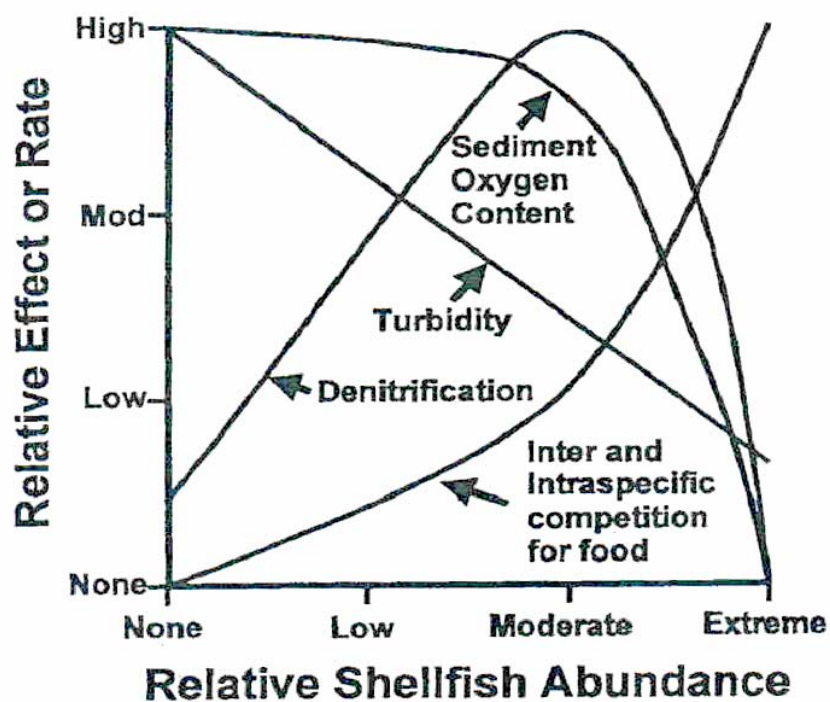 Relative Effect or Rate
High
Mod
Low
None
Sediment
Oxygen
Content
Turbidity
Denitrification
Inter and
Intraspecific
competition
for food
None
Low
Moderate
Extreme
Relative Shellfish Abundance